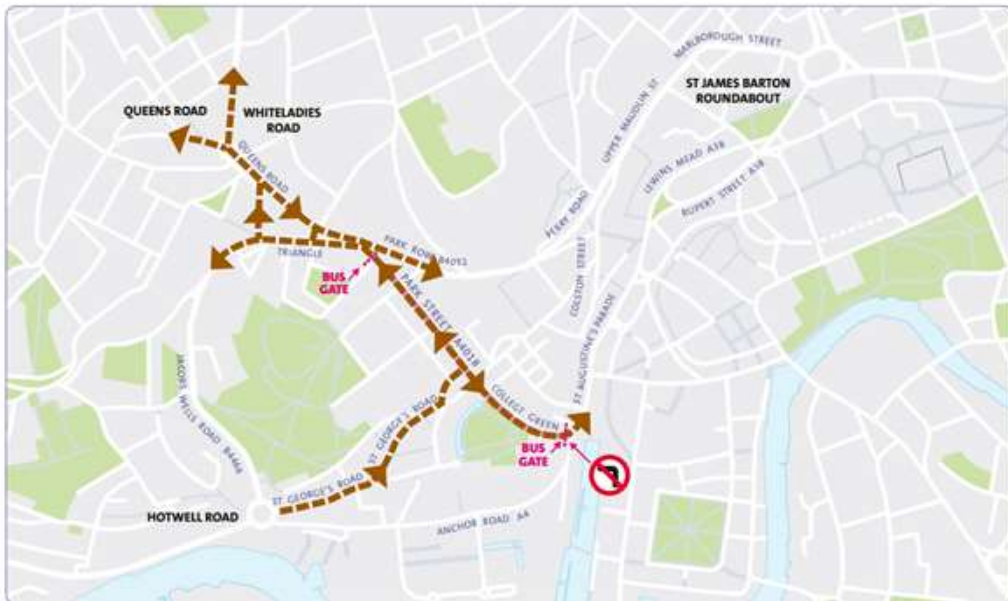 MARLBOROUGH STREET
ST JAMES BARTON
ROUNDABOUT
QUEENS ROAD
WHITELADIES
ROAD
UPPER MAUDLIN ST
LEWINS MEAD A38
RUPERT STREET A38
QUEENS ROAD
PERRY ROAD
PARK ROW B4051
TRIANGLE
BUS
GATE
COLSTON STREET
PARK STREET A4018
ST AUGUSTINE'S PARADE
JACOBS WELLS ROAD B4466
COLLEGE GREEN
ST GEORGE'S ROAD
BUS
GATE
ST GEORGE'S ROAD
HOTWELL ROAD
ANCHOR ROAD A4